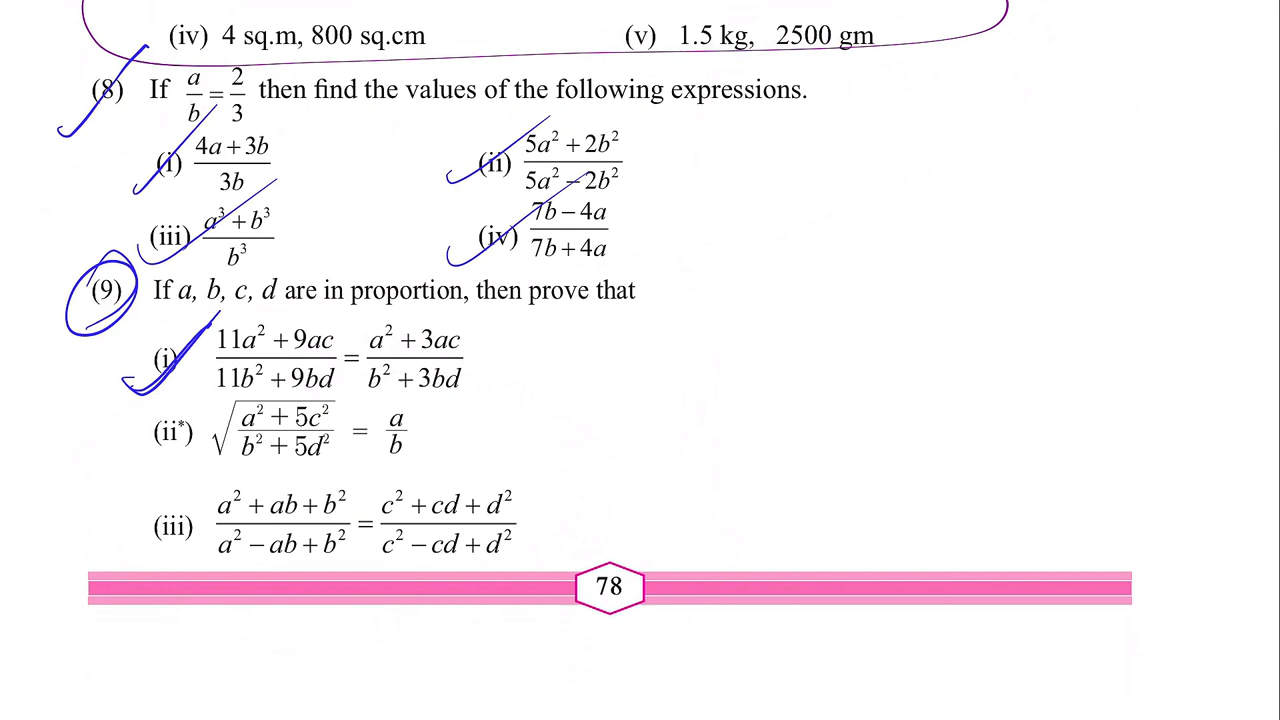 (iv) 4 sq.m, 800 sq.cm (v) 1.5 kg, 2500 gm
(8) If a/b = 2/3 then find the values of the following expressions.
(i) (4a + 3b)/(3b) (ii) (5a² + 2b²)/(5a² − 2b²)
(iii) (a³ + b³)/(b³) (iv) (7b − 4a)/(7b + 4a)
(9) If a, b, c, d are in proportion, then prove that
(i) (11a² + 9ac)/(11b² + 9bd) = (a² + 3ac)/(b² + 3bd)
(ii*) √((a² + 5c²)/(b² + 5d²)) = a/b
(iii) (a² + ab + b²)/(a² − ab + b²) = (c² + cd + d²)/(c² − cd + d²)
78